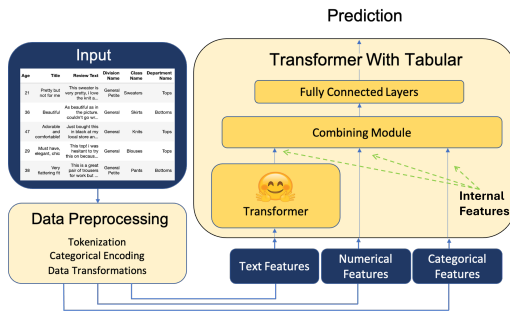 Prediction
Input
Age Title Review Text Division Name Class Name Department Name
21 Pretty but not for me This sweater is very pretty. i love the knit a... General Petite Sweaters Tops
36 Beautiful As beautiful as in the picture. couldn't go wr... General Skirts Bottoms
47 Adorable and comfortable! Just bought this in black at my local store an... General Knits Tops
29 Must have, elegant, chic This top! i was hesitant to try this on becaus... General Blouses Tops
38 Very flattering fit This is a great pair of trousers for work but ... General Petite Pants Bottoms
Data Preprocessing
Tokenization
Categorical Encoding
Data Transformations
Transformer With Tabular
Fully Connected Layers
Combining Module
Transformer
Internal
Features
Text Features
Numerical
Features
Categorical
Features